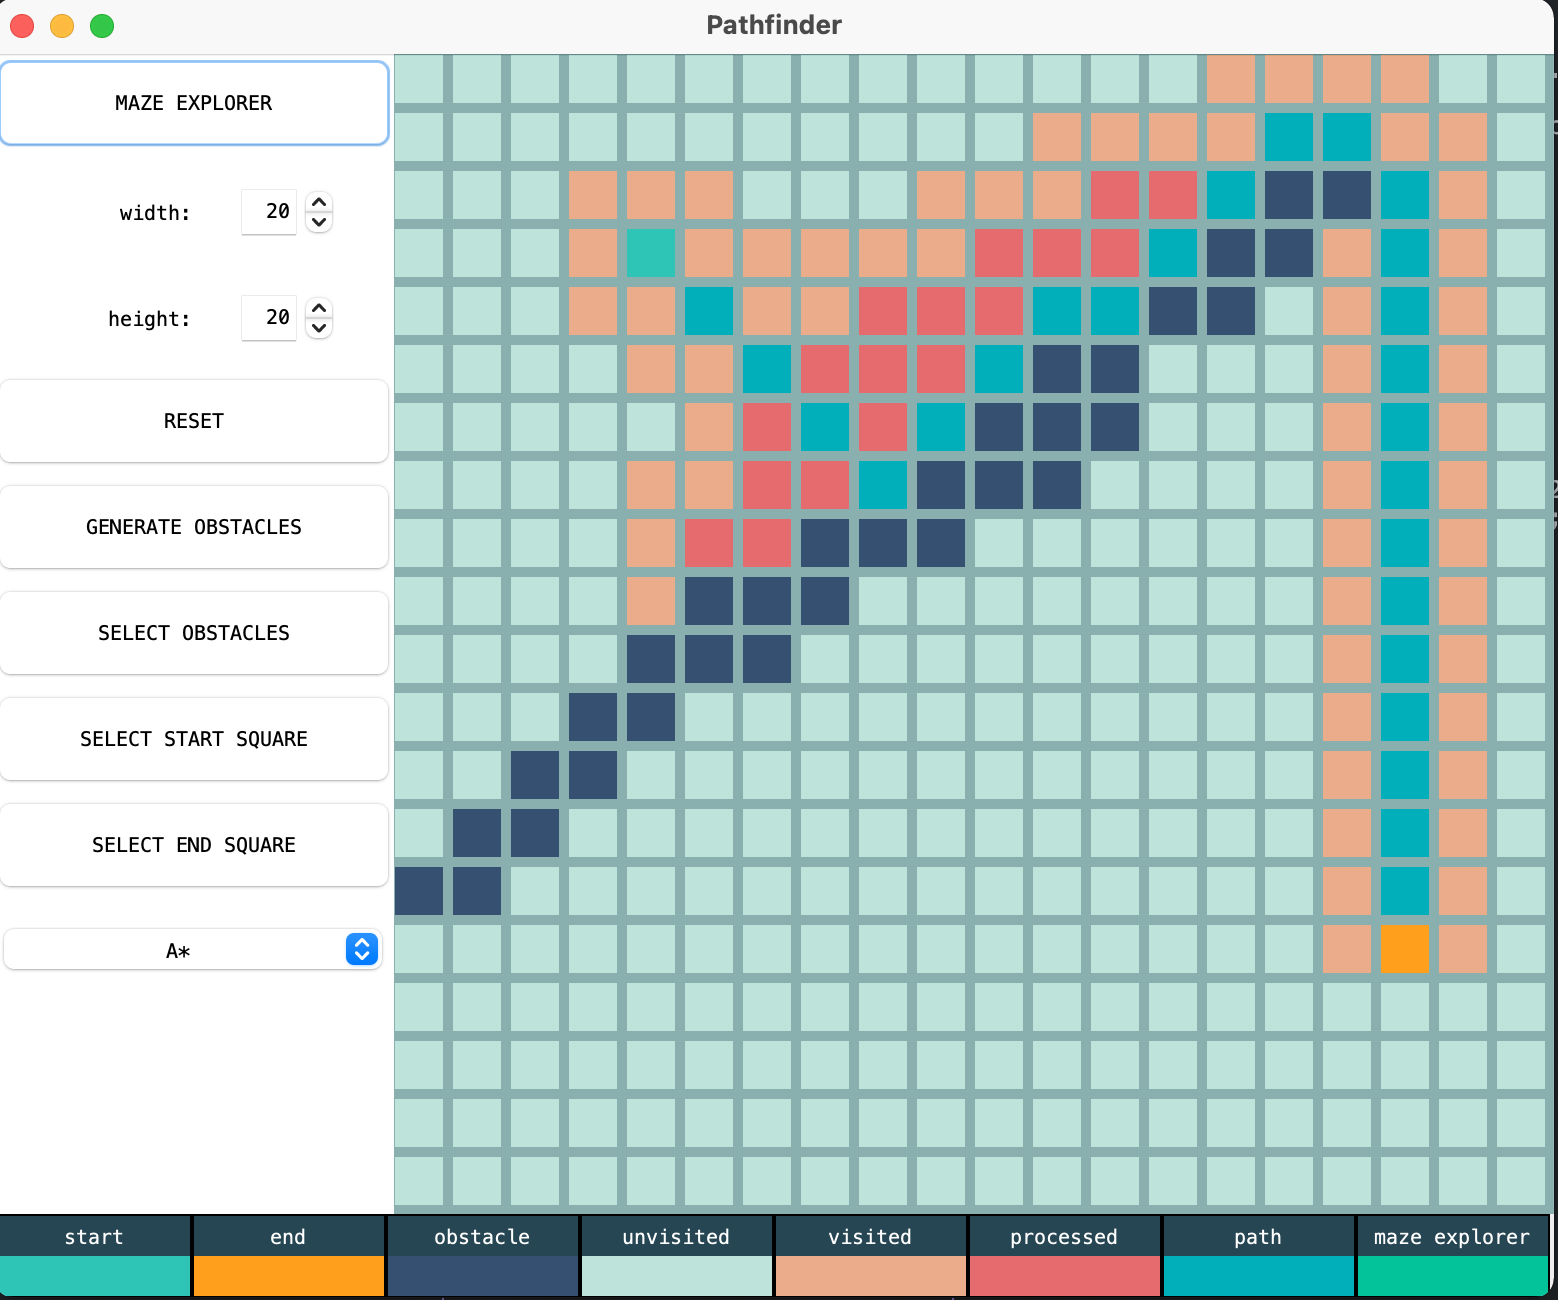 Pathfinder
MAZE EXPLORER
width: 20
height: 20
RESET
GENERATE OBSTACLES
SELECT OBSTACLES
SELECT START SQUARE
SELECT END SQUARE
A*
start end obstacle unvisited visited processed path maze explorer